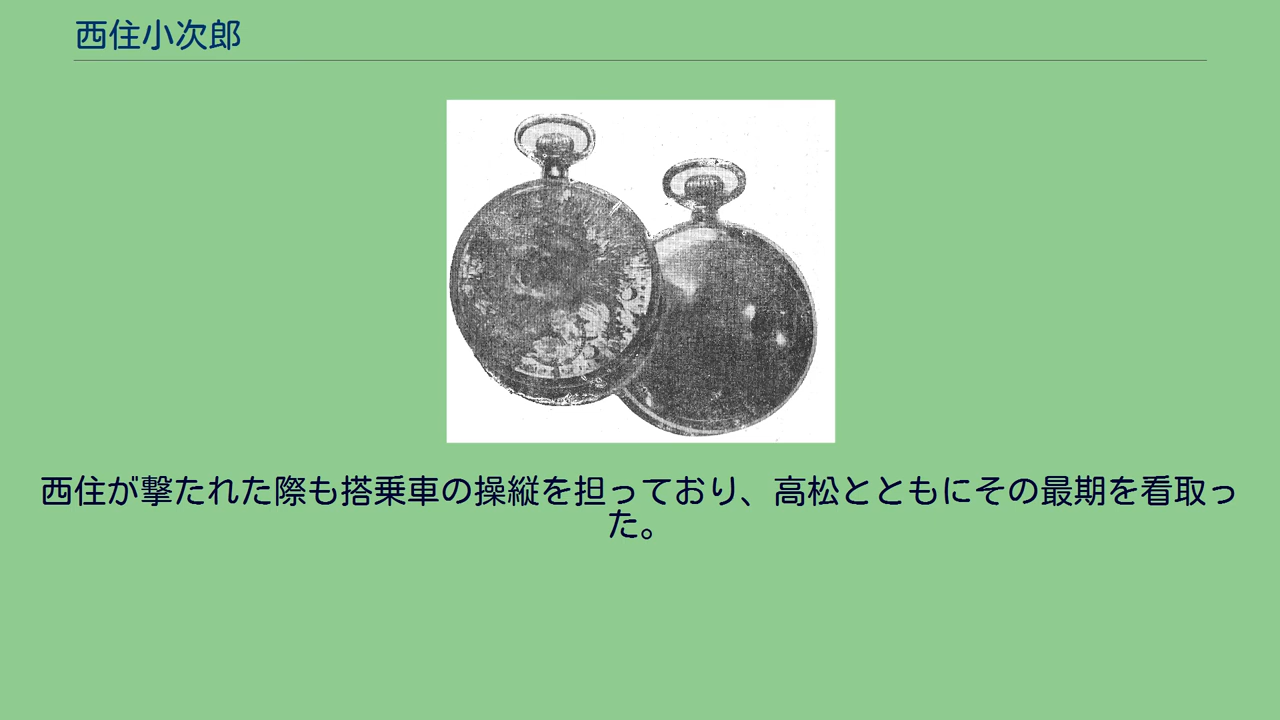 西住小次郎
西住が撃たれた際も搭乗車の操縦を担っており、高松とともにその最期を看取っ
た。